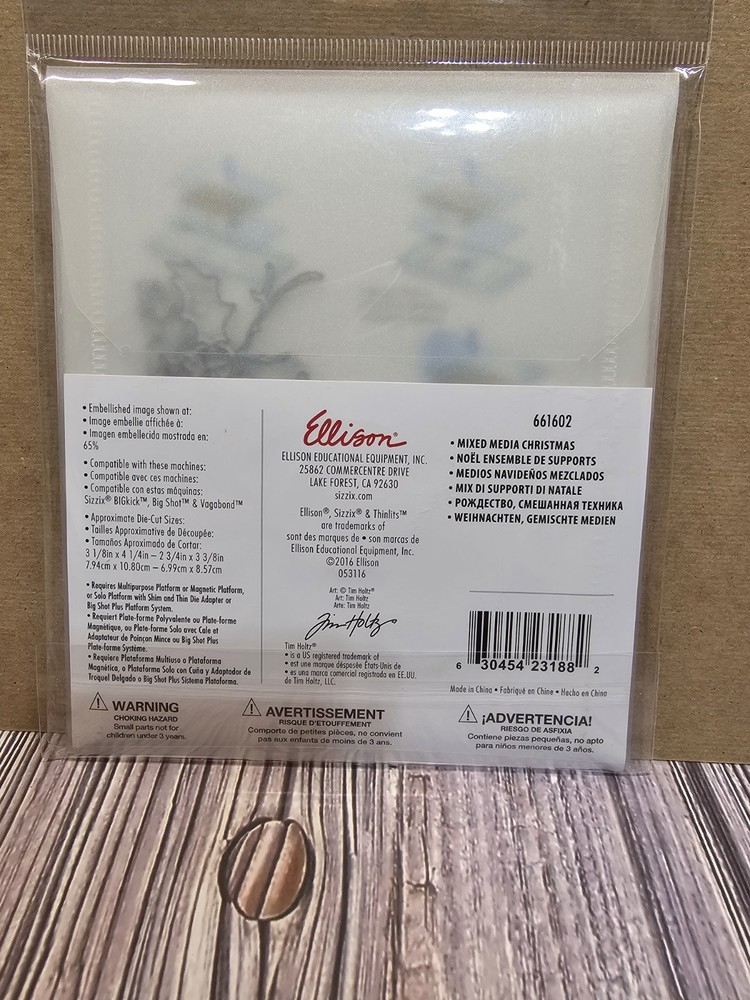 • Embellished image shown at:
• Image embellie affichée à:
• Imagen embellecida mostrada en:
65%
• Compatible with these machines:
• Compatible avec ces máquinas:
• Compatible con estas máquinas:
Sizzix® BIGkick™, Big Shot™ & Vagabond™
• Approximate Die-Cut Sizes:
• Tailles Approximative de Découpée:
• Tamaños Aproximado de Cortar:
3 1/8in x 4 1/4in – 2 3/4in x 3 3/8in
7.94cm x 10.80cm – 6.99cm x 8.57cm
• Requires Multipurpose Platform or Magnetic Platform,
or Solo Platform with Shim and Thin Die Adapter or
Big Shot Plus Platform System.
• Requiert Plate-forme Polyvalente ou Plate-forme
Magnétique, ou Plate-forme Solo avec Cale et
Adaptateur de Poinçon Mince ou Big Shot Plus
Plate-forme Système.
• Requiere Plataforma Multiuso o Plataforma
Magnética, o Plataforma Solo con Cuña y Adaptador de
Troquel Delgado o Big Shot Plus Sistema Plataforma.
Ellison®
ELLISON EDUCATIONAL EQUIPMENT, INC.
25862 COMMERCENTRE DRIVE
LAKE FOREST, CA 92630
sizzix.com
Ellison®, Sizzix® & Thinlits™
are trademarks of
sont des marques de • son marcas de
Ellison Educational Equipment, Inc.
©2016 Ellison
053116
Art: © Tim Holtz®
Art: Tim Holtz
Arte: Tim Holtz
Tim Holtz
Tim Holtz®
• is a US registered trademark of
• est une marque désposée États-Unis de
• es una marca comercial registrada en EE.UU.
de Tim Holtz, LLC.
661602
• MIXED MEDIA CHRISTMAS
• NOËL ENSEMBLE DE SUPPORTS
• MEDIOS NAVIDEÑOS MEZCLADOS
• MIX DI SUPPORTI DI NATALE
• РОЖДЕСТВО, СМЕШАННАЯ ТЕХНИКА
• WEIHNACHTEN, GEMISCHTE MEDIEN
6 30454 23188 2
Made in China • Fabriqué en Chine • Hecho en China
WARNING
CHOKING HAZARD
Small parts not for
children under 3 years.
AVERTISSEMENT
RISQUE D'ETOUFFEMENT
Comporte de petites pièces, ne convient
pas aux enfants de moins de 3 ans.
¡ADVERTENCIA!
RIESGO DE ASFIXIA
Contiene piezas pequeñas, no apto
para niños menores de 3 años.